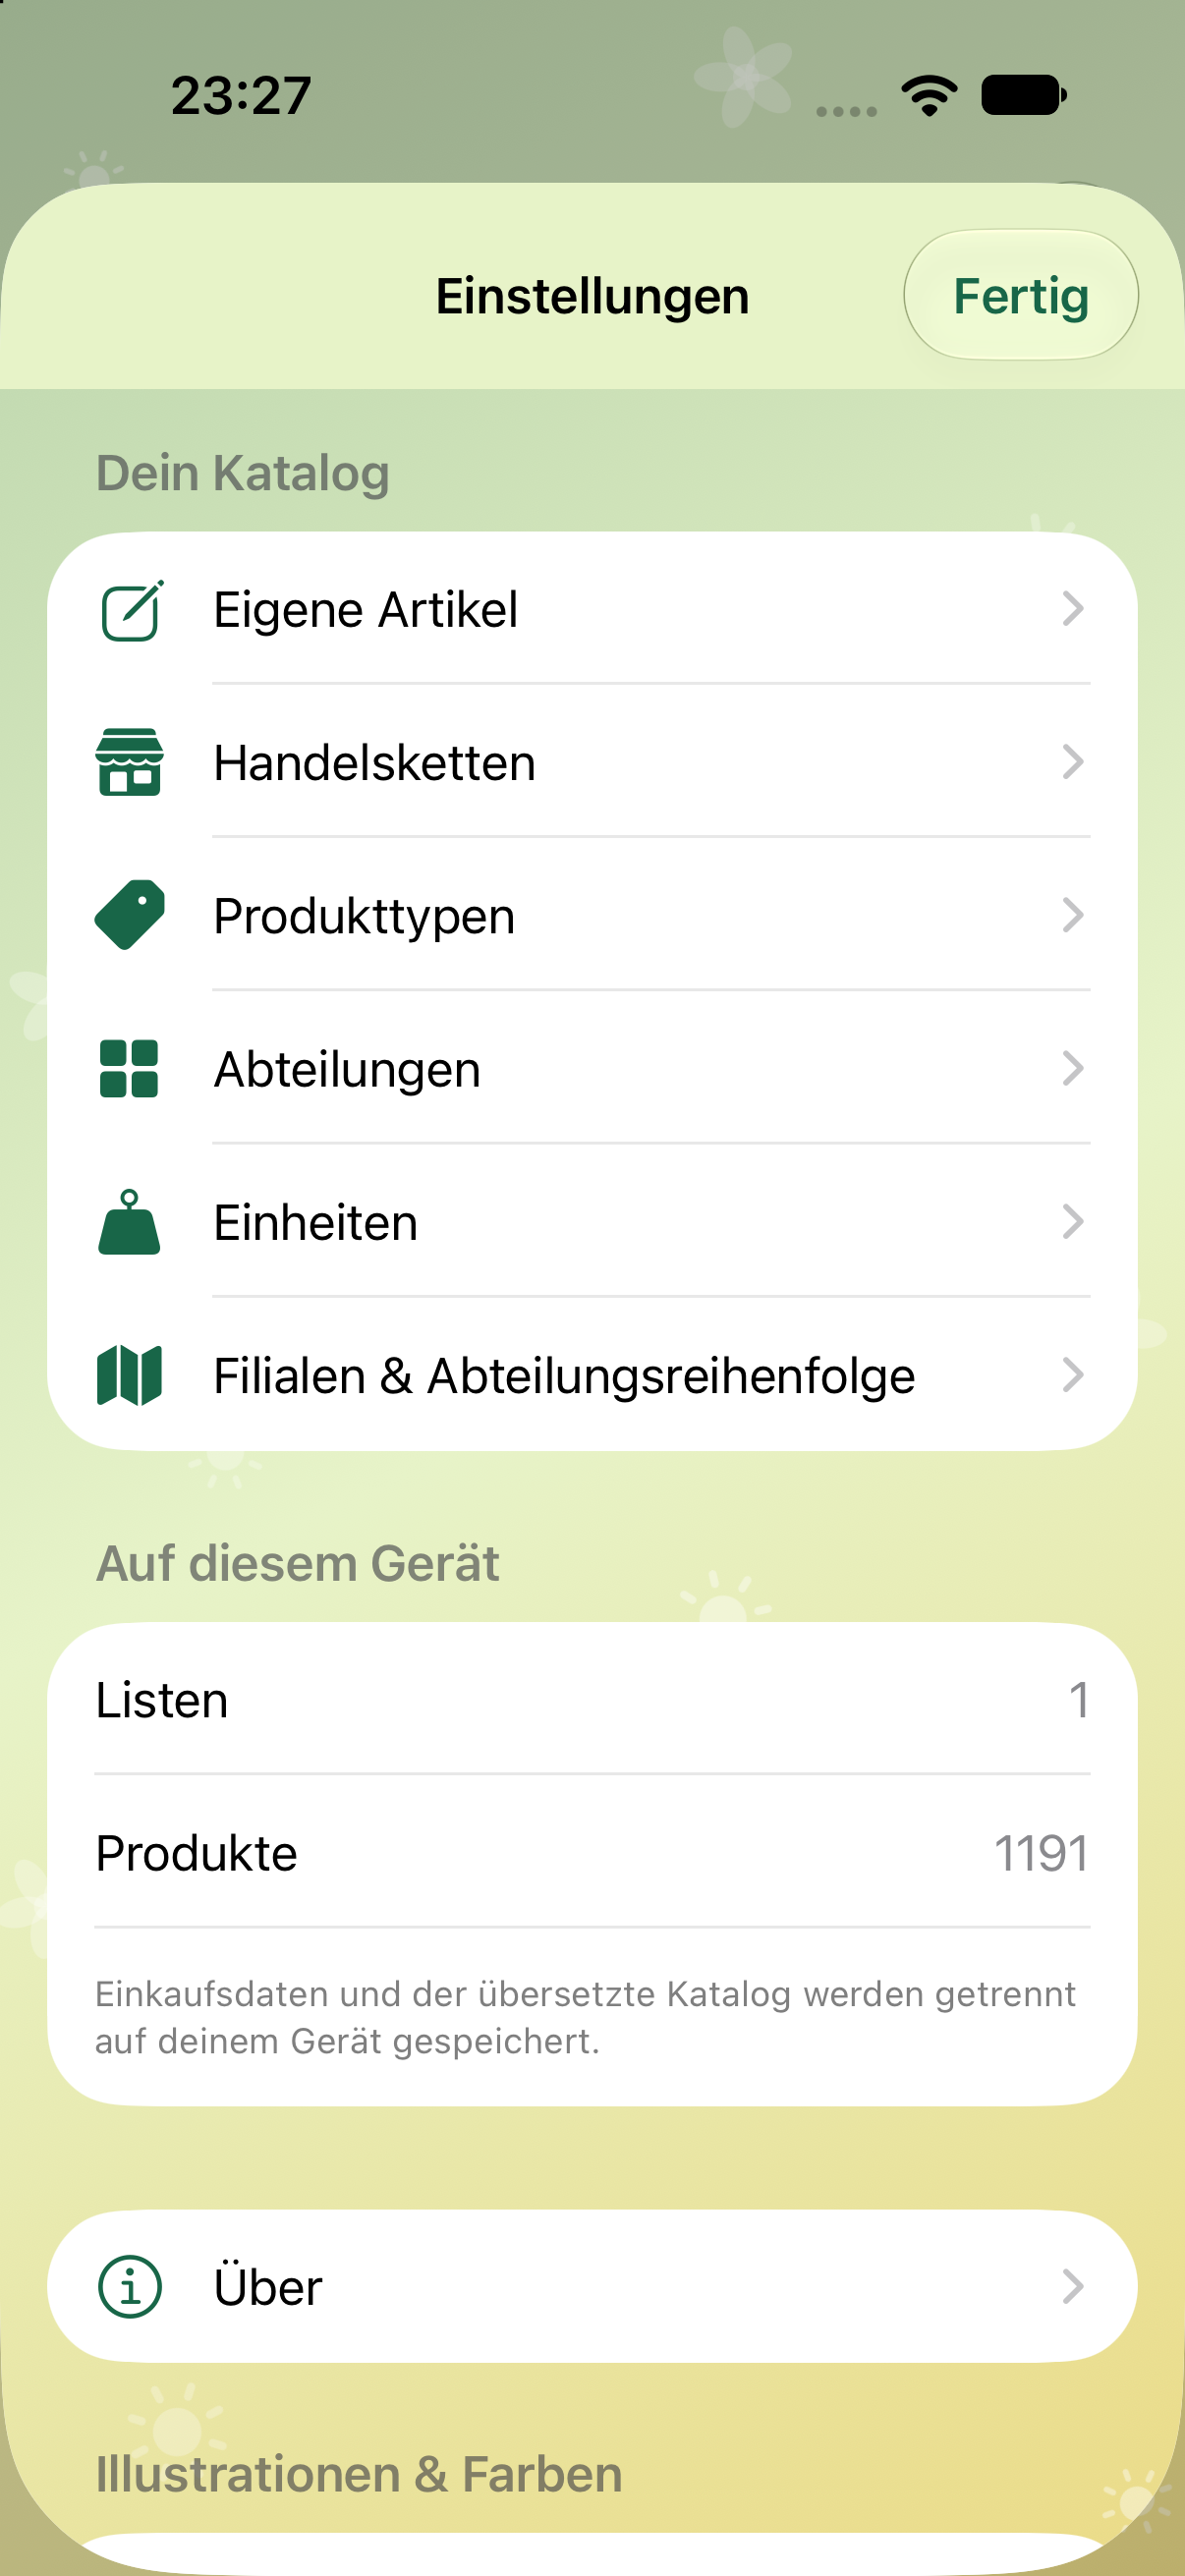 23:27
Einstellungen
Fertig
Dein Katalog
Eigene Artikel
Handelsketten
Produkttypen
Abteilungen
Einheiten
Filialen & Abteilungsreihenfolge
Auf diesem Gerät
Listen 1
Produkte 1191
Einkaufsdaten und der übersetzte Katalog werden getrennt
auf deinem Gerät gespeichert.
Über
Illustrationen & Farben